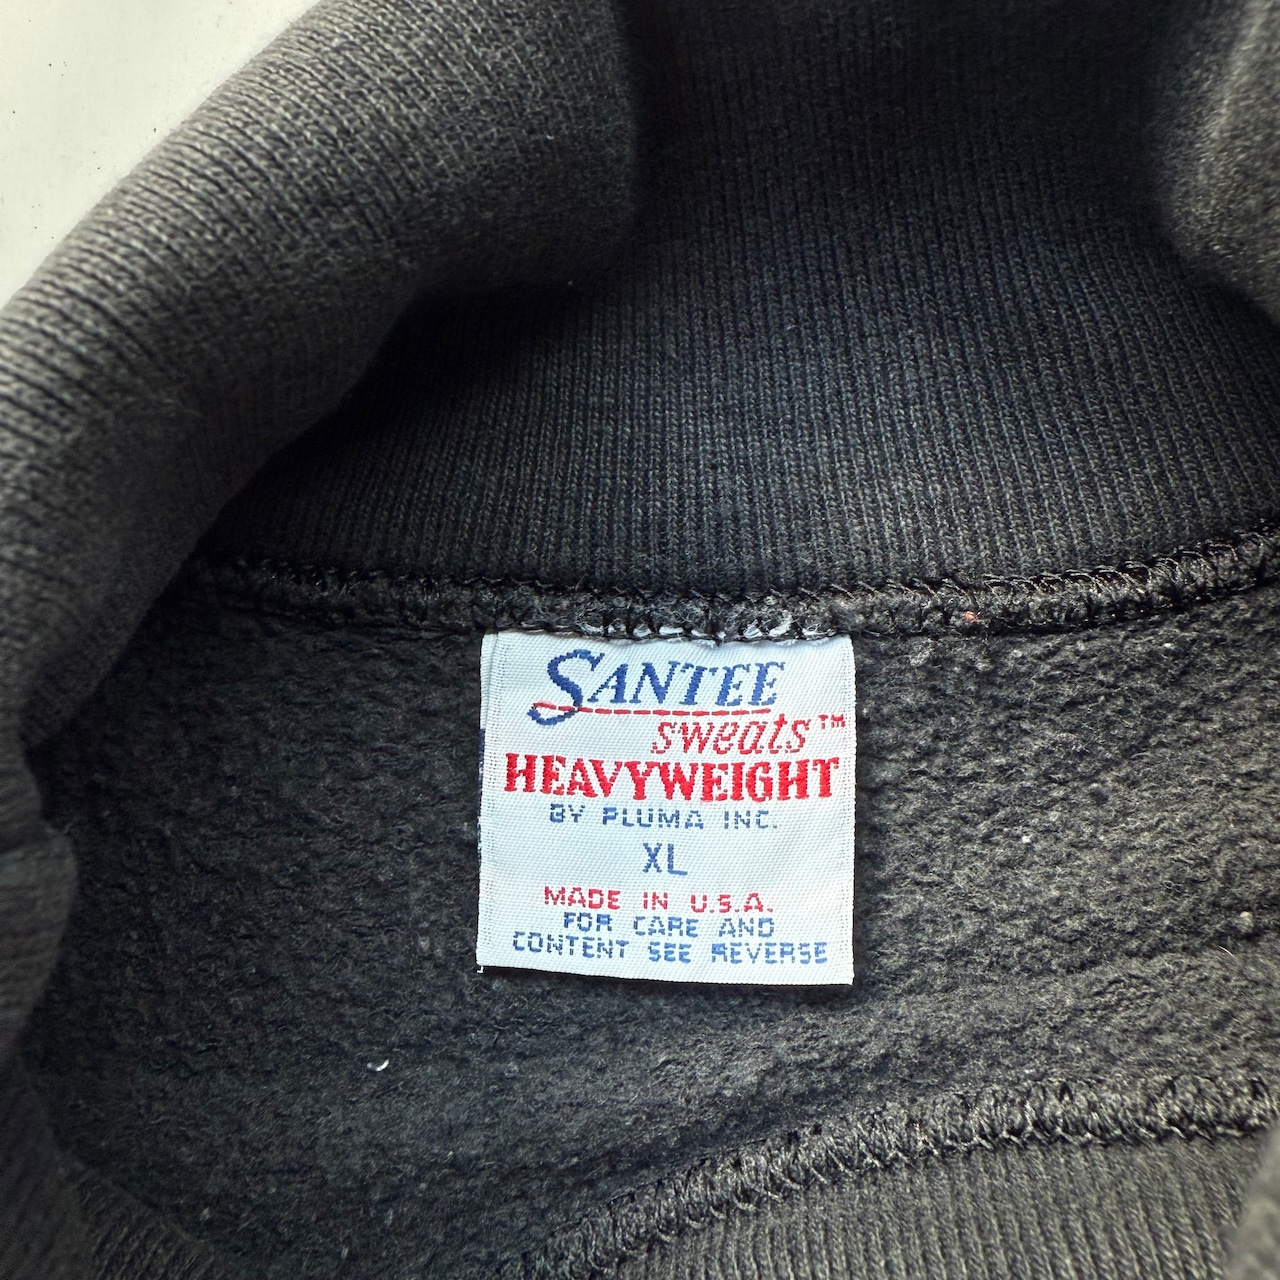 SANTEE
sweats™
HEAVYWEIGHT
BY PLUMA INC.
XL
MADE IN U.S.A.
FOR CARE AND
CONTENT SEE REVERSE